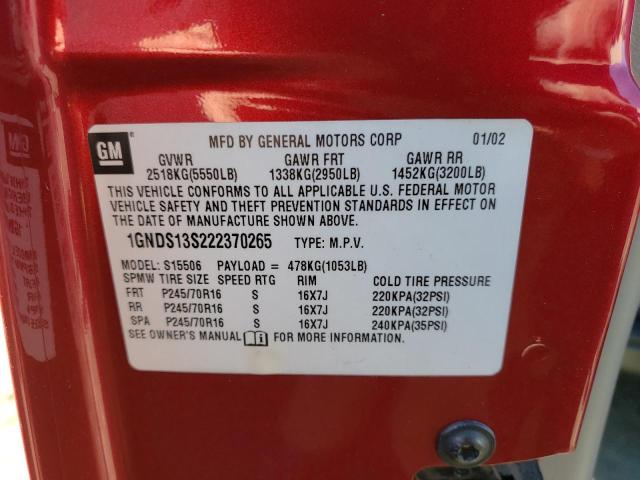 GM
MFD BY GENERAL MOTORS CORP 01/02
GVWR GAWR FRT GAWR RR
2518KG(5550LB) 1338KG(2950LB) 1452KG(3200LB)
THIS VEHICLE CONFORMS TO ALL APPLICABLE U.S. FEDERAL MOTOR
VEHICLE SAFETY AND THEFT PREVENTION STANDARDS IN EFFECT ON
THE DATE OF MANUFACTURE SHOWN ABOVE.
1GNDS13S222370265 TYPE: M.P.V.
MODEL: S15506 PAYLOAD = 478KG(1053LB)
SPMW TIRE SIZE SPEED RTG RIM COLD TIRE PRESSURE
FRT P245/70R16 S 16X7J 220KPA(32PSI)
RR P245/70R16 S 16X7J 220KPA(32PSI)
SPA P245/70R16 S 16X7J 240KPA(35PSI)
SEE OWNER'S MANUAL FOR MORE INFORMATION.